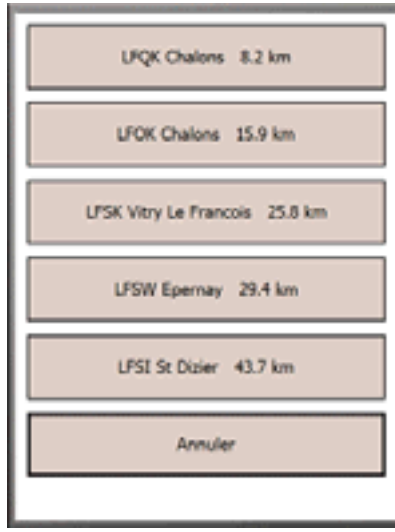 LFQK Chalons 8.2 km
LFOK Chalons 15.9 km
LFSK Vitry Le Francois 25.8 km
LFSW Epernay 29.4 km
LFSI St Dizier 43.7 km
Annuler